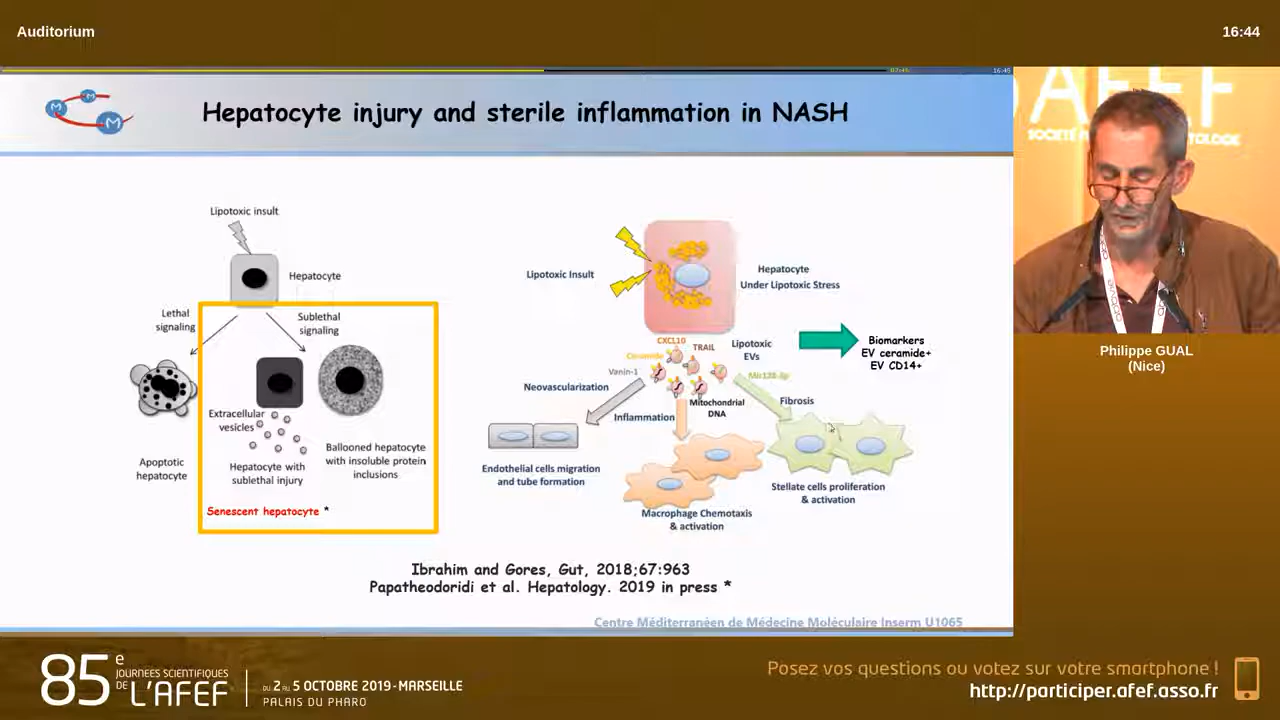 Auditorium
16:44
07:45
16:45
M
M
M
Hepatocyte injury and sterile inflammation in NASH
Lipotoxic insult
Hepatocyte
Lethal
signaling
Sublethal
signaling
Extracellular
vesicles
Apoptotic
hepatocyte
Hepatocyte with
sublethal injury
Ballooned hepatocyte
with insoluble protein
inclusions
Senescent hepatocyte *
Lipotoxic Insult
Hepatocyte
Under Lipotoxic Stress
CXCL10
TRAIL
Ceramide
Vanin-1
Lipotoxic
EVs
Biomarkers
EV ceramide+
EV CD14+
Neovascularization
Inflammation
Mitochondrial
DNA
Fibrosis
Endothelial cells migration
and tube formation
Macrophage Chemotaxis
& activation
Stellate cells proliferation
& activation
Ibrahim and Gores, Gut, 2018;67:963
Papatheodoridi et al. Hepatology. 2019 in press *
Centre Méditerranéen de Médecine Moléculaire Inserm U1065
AFEF
Philippe GUAL
(Nice)
85e JOURNÉES SCIENTIFIQUES
DE L'AFEF
DU 2 AU 5 OCTOBRE 2019 - MARSEILLE
PALAIS DU PHARO
Posez vos questions ou votez sur votre smartphone !
http://participer.afef.asso.fr